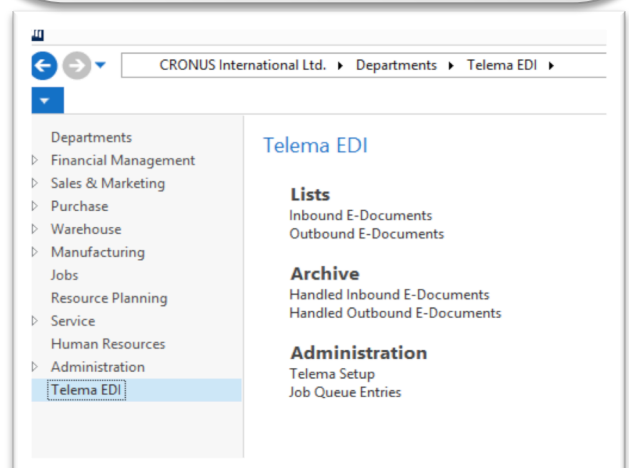 CRONUS International Ltd. ▸ Departments ▸ Telema EDI ▸
Departments
Financial Management
Sales & Marketing
Purchase
Warehouse
Manufacturing
Jobs
Resource Planning
Service
Human Resources
Administration
Telema EDI
Telema EDI
Lists
Inbound E-Documents
Outbound E-Documents
Archive
Handled Inbound E-Documents
Handled Outbound E-Documents
Administration
Telema Setup
Job Queue Entries